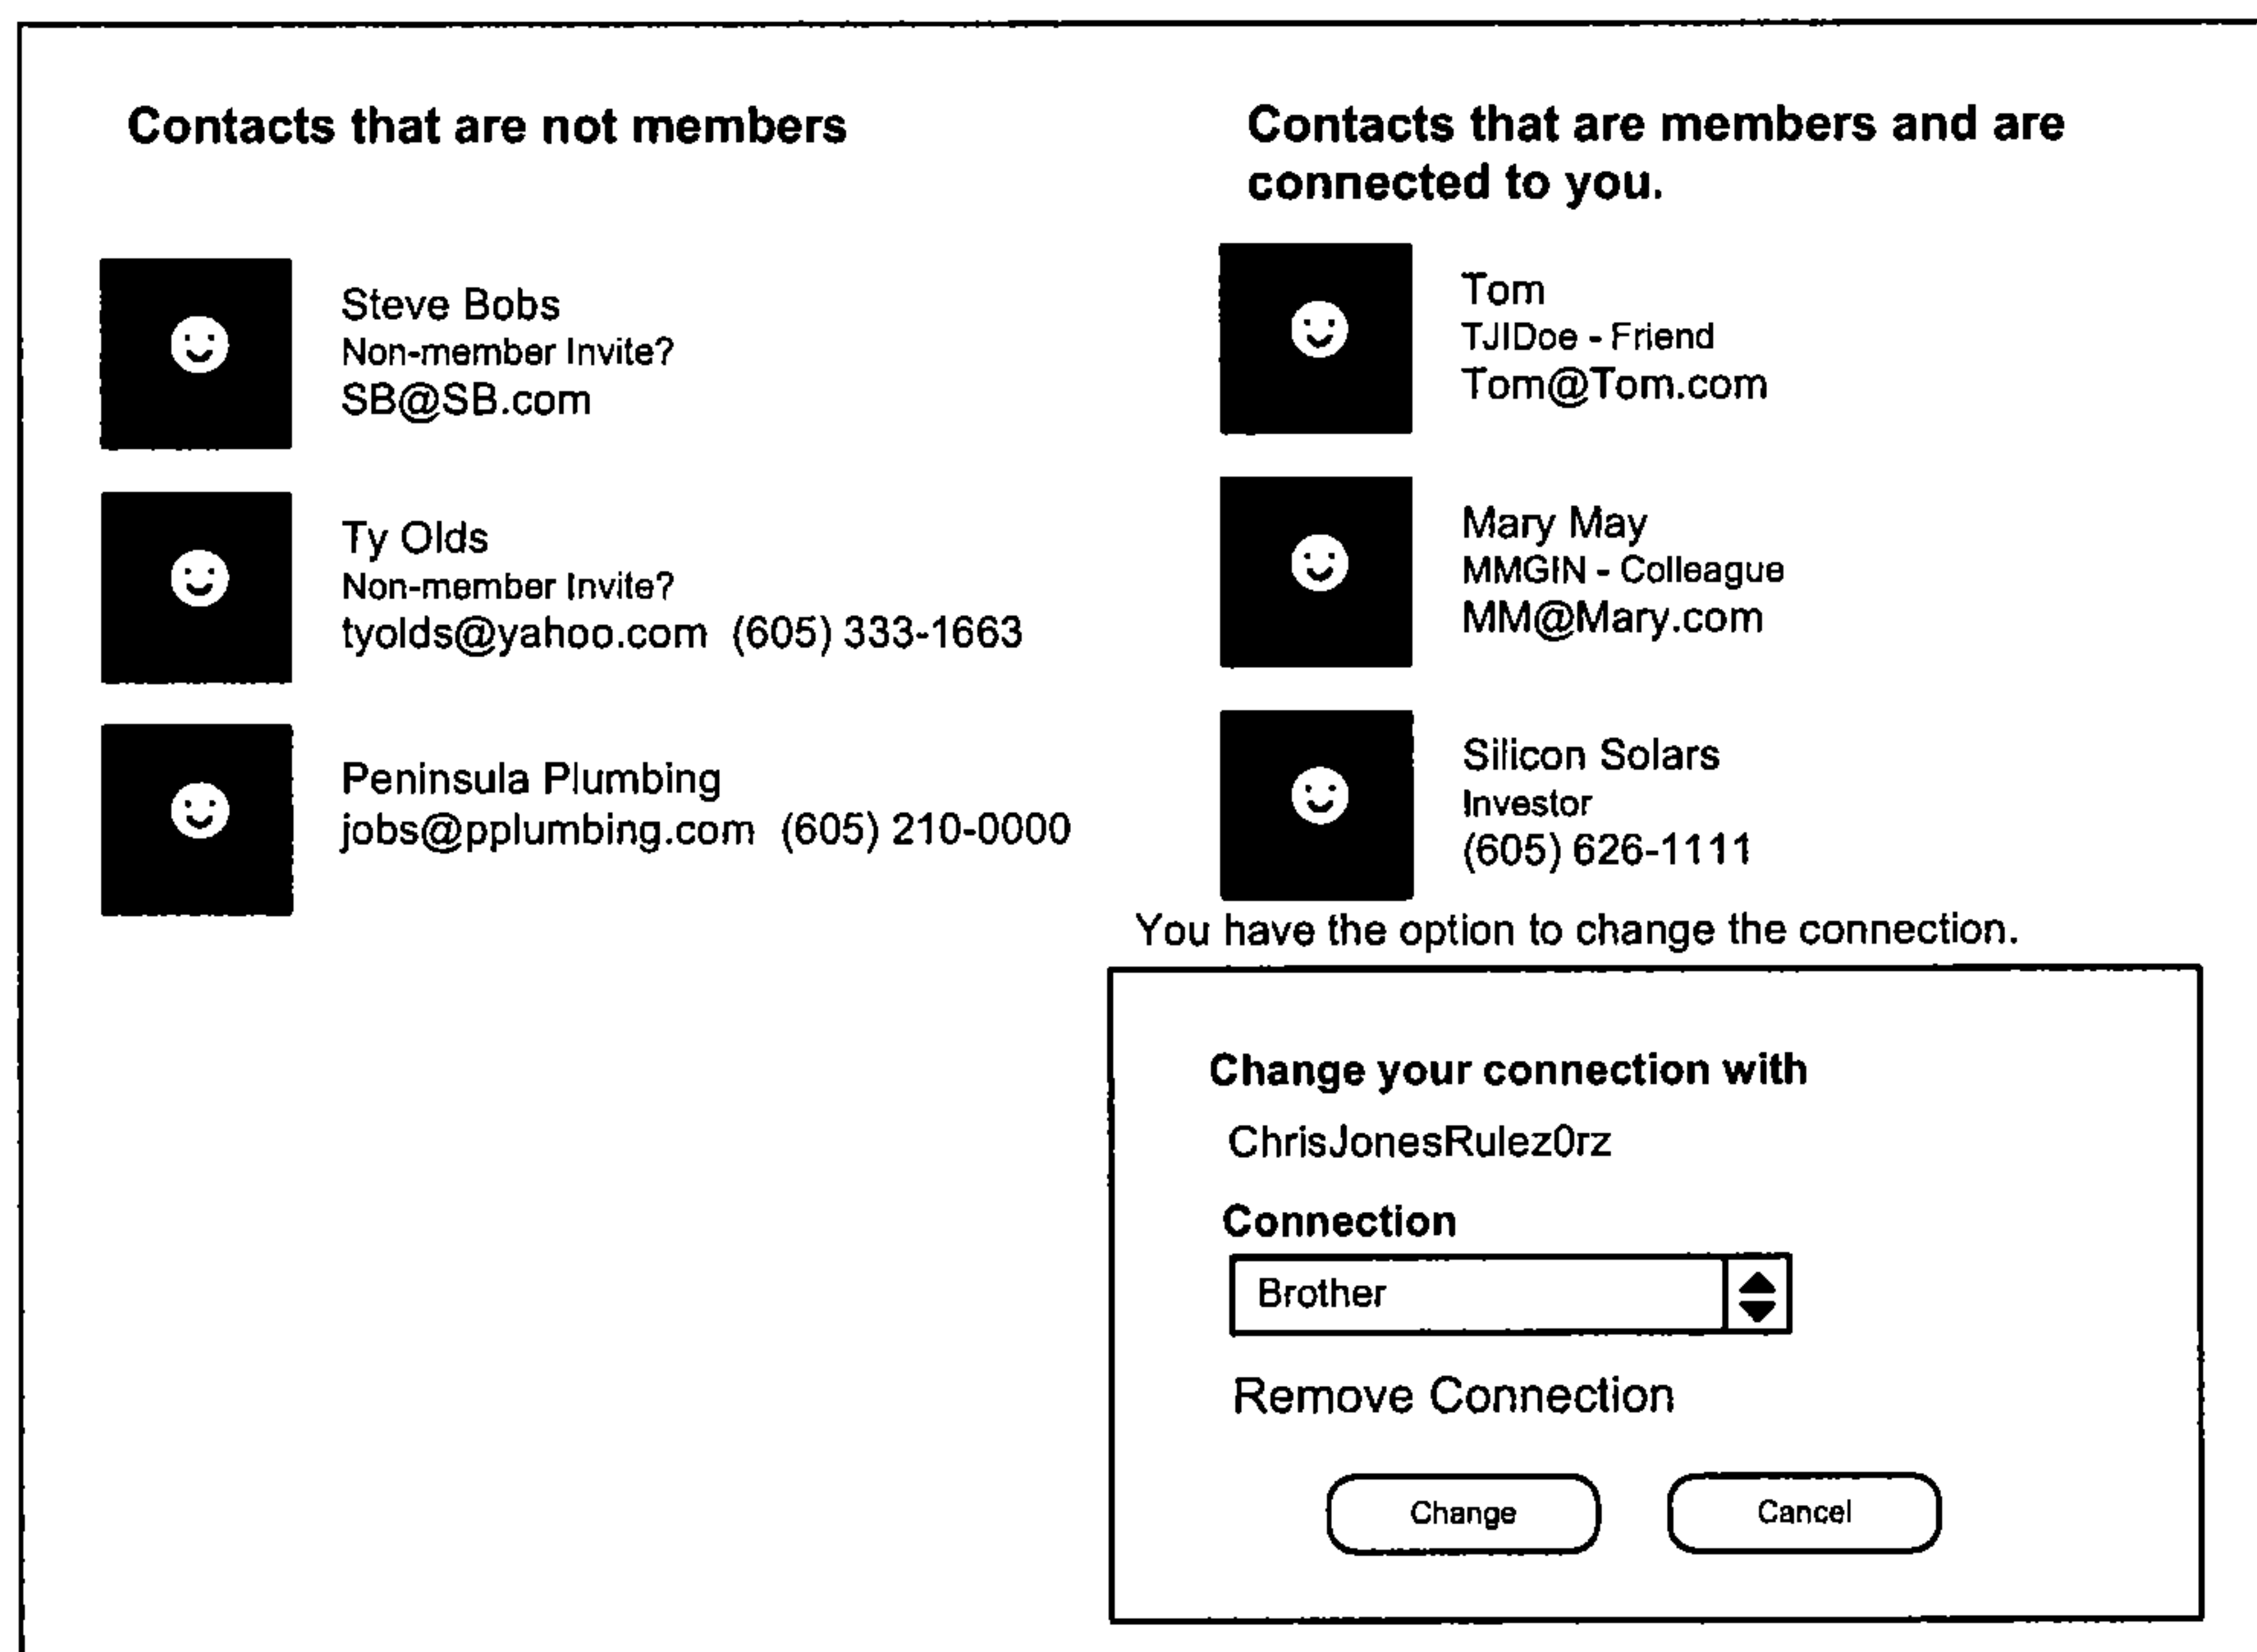 Contacts that are not members
Steve Bobs
Non-member Invite?
SB@SB.com
Ty Olds
Non-member Invite?
tyolds@yahoo.com (605) 333-1663
Peninsula Plumbing
jobs@pplumbing.com (605) 210-0000
Contacts that are members and are
connected to you.
Tom
TJIDoe - Friend
Tom@Tom.com
Mary May
MMGIN - Colleague
MM@Mary.com
Silicon Solars
Investor
(605) 626-1111
You have the option to change the connection.
Change your connection with
ChrisJonesRulez0rz
Connection
Brother
Remove Connection
Change
Cancel